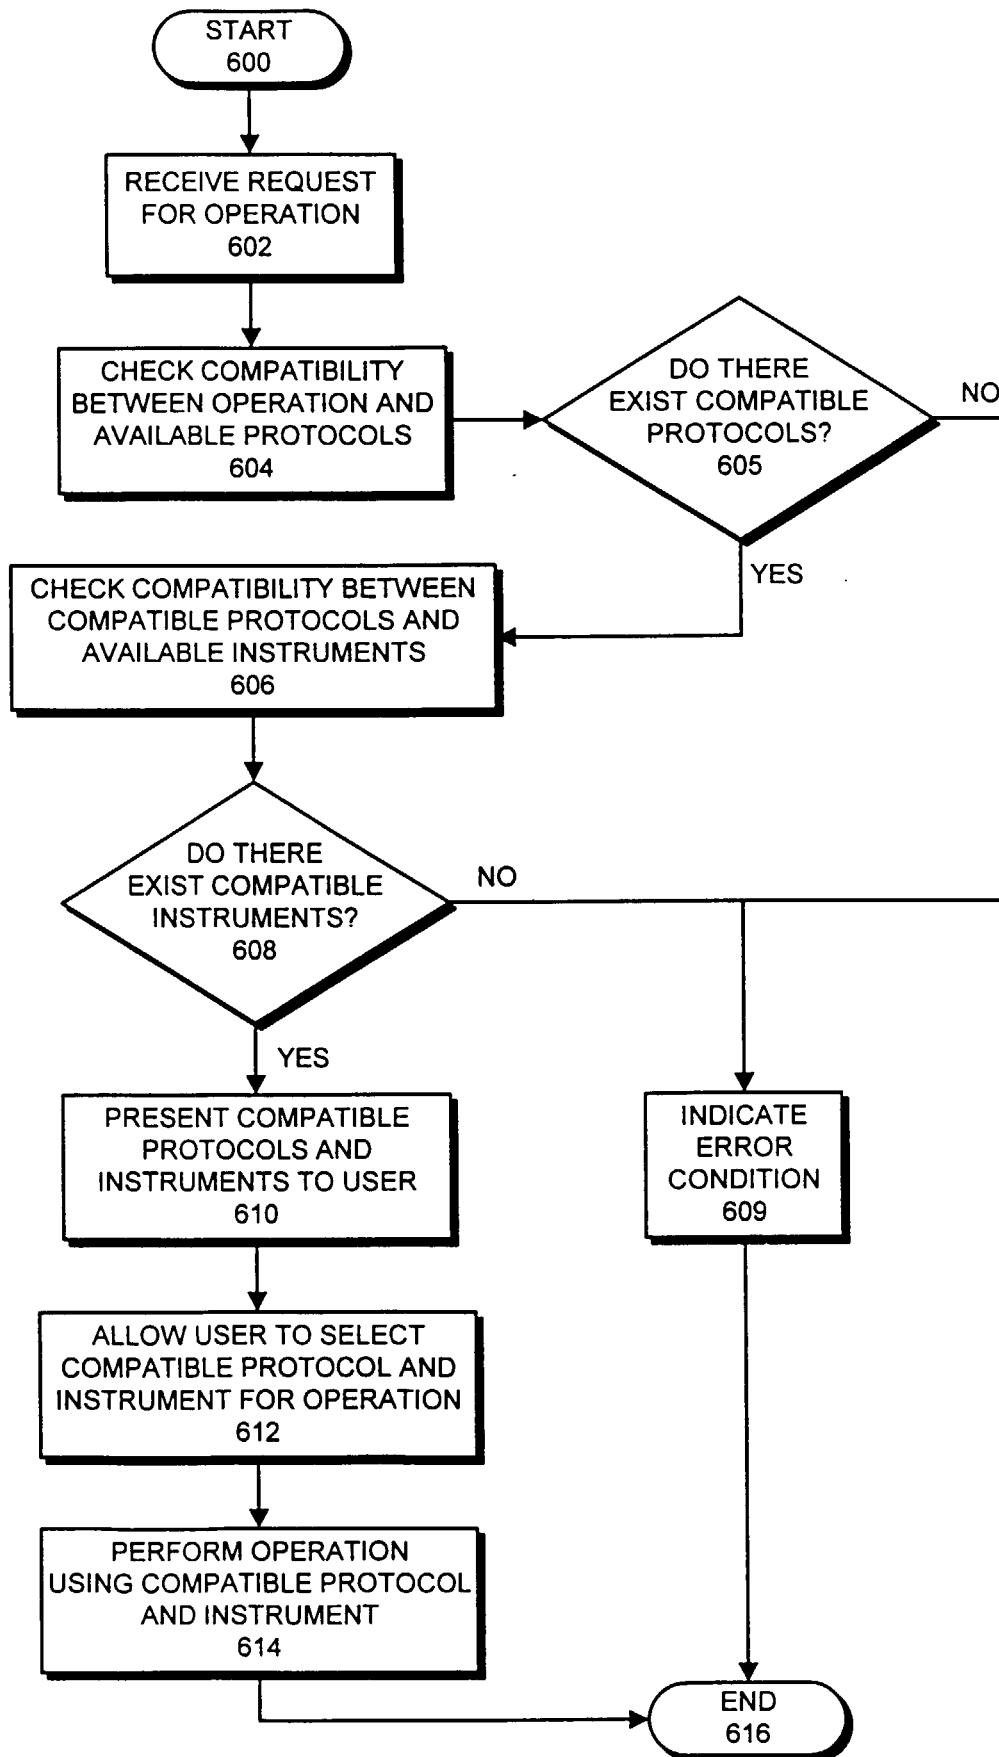 START
600
RECEIVE REQUEST
FOR OPERATION
602
CHECK COMPATIBILITY
BETWEEN OPERATION AND
AVAILABLE PROTOCOLS
604
DO THERE
EXIST COMPATIBLE
PROTOCOLS?
605
NO
YES
CHECK COMPATIBILITY BETWEEN
COMPATIBLE PROTOCOLS AND
AVAILABLE INSTRUMENTS
606
DO THERE
EXIST COMPATIBLE
INSTRUMENTS?
608
NO
YES
PRESENT COMPATIBLE
PROTOCOLS AND
INSTRUMENTS TO USER
610
INDICATE
ERROR
CONDITION
609
ALLOW USER TO SELECT
COMPATIBLE PROTOCOL AND
INSTRUMENT FOR OPERATION
612
PERFORM OPERATION
USING COMPATIBLE PROTOCOL
AND INSTRUMENT
614
END
616